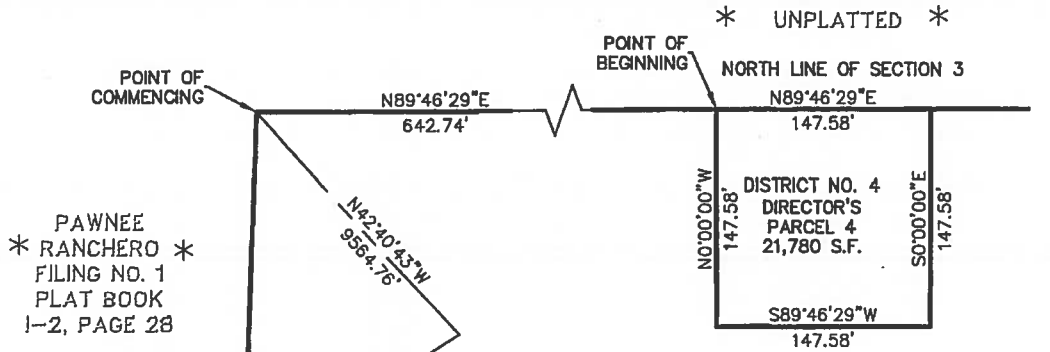 * UNPLATTED *
POINT OF
BEGINNING
NORTH LINE OF SECTION 3
POINT OF
COMMENCING
N89°46'29"E
642.74'
N89°46'29"E
147.58'
N42°40'43"W
9564.76'
N0°00'00"W
147.58'
DISTRICT NO. 4
DIRECTOR'S
PARCEL 4
21,780 S.F.
S0°00'00"E
147.58'
PAWNEE
* RANCHERO *
FILING NO. 1
PLAT BOOK
I-2, PAGE 28
S89°46'29"W
147.58'